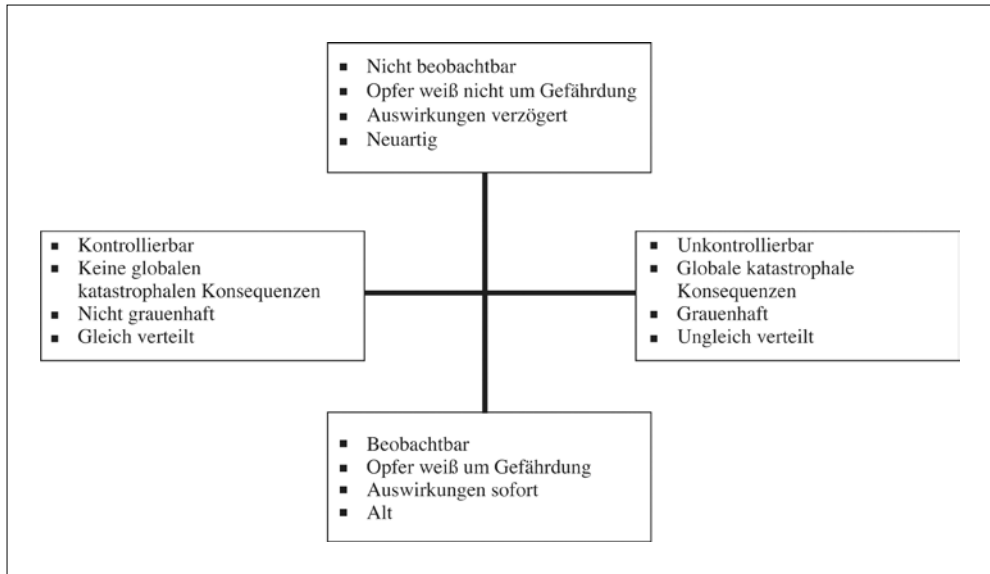 ▪ Nicht beobachtbar
▪ Opfer weiß nicht um Gefährdung
▪ Auswirkungen verzögert
▪ Neuartig
▪ Kontrollierbar
▪ Keine globalen
katastrophalen Konsequenzen
▪ Nicht grauenhaft
▪ Gleich verteilt
▪ Unkontrollierbar
▪ Globale katastrophale
Konsequenzen
▪ Grauenhaft
▪ Ungleich verteilt
▪ Beobachtbar
▪ Opfer weiß um Gefährdung
▪ Auswirkungen sofort
▪ Alt